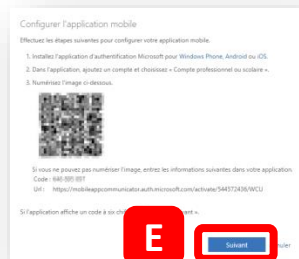 Configurer l'application mobile
Effectuez les étapes suivantes pour configurer votre application mobile.
1. Installez l'application d'authentification Microsoft pour Windows Phone, Android ou iOS.
2. Dans l'application, ajoutez un compte et choisissez « Compte professionnel ou scolaire ».
3. Numérisez l'image ci-dessous.
Si vous ne pouvez pas numériser l'image, entrez les informations suivantes dans votre application.
Code :
Url : https://mobileappcommunicator.auth.microsoft.com/activate/544372439/WCU
Si l'application affiche un code à six
E
Suivant